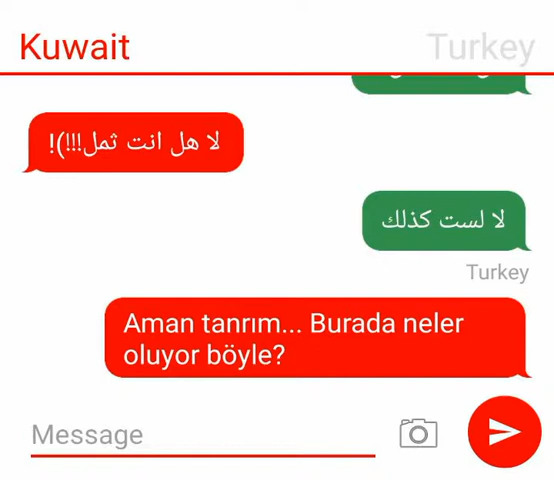 Kuwait
Turkey
لا هل انت ثمل!!!)!
لا لست كذلك
Turkey
Aman tanrım... Burada neler
oluyor böyle?
Message